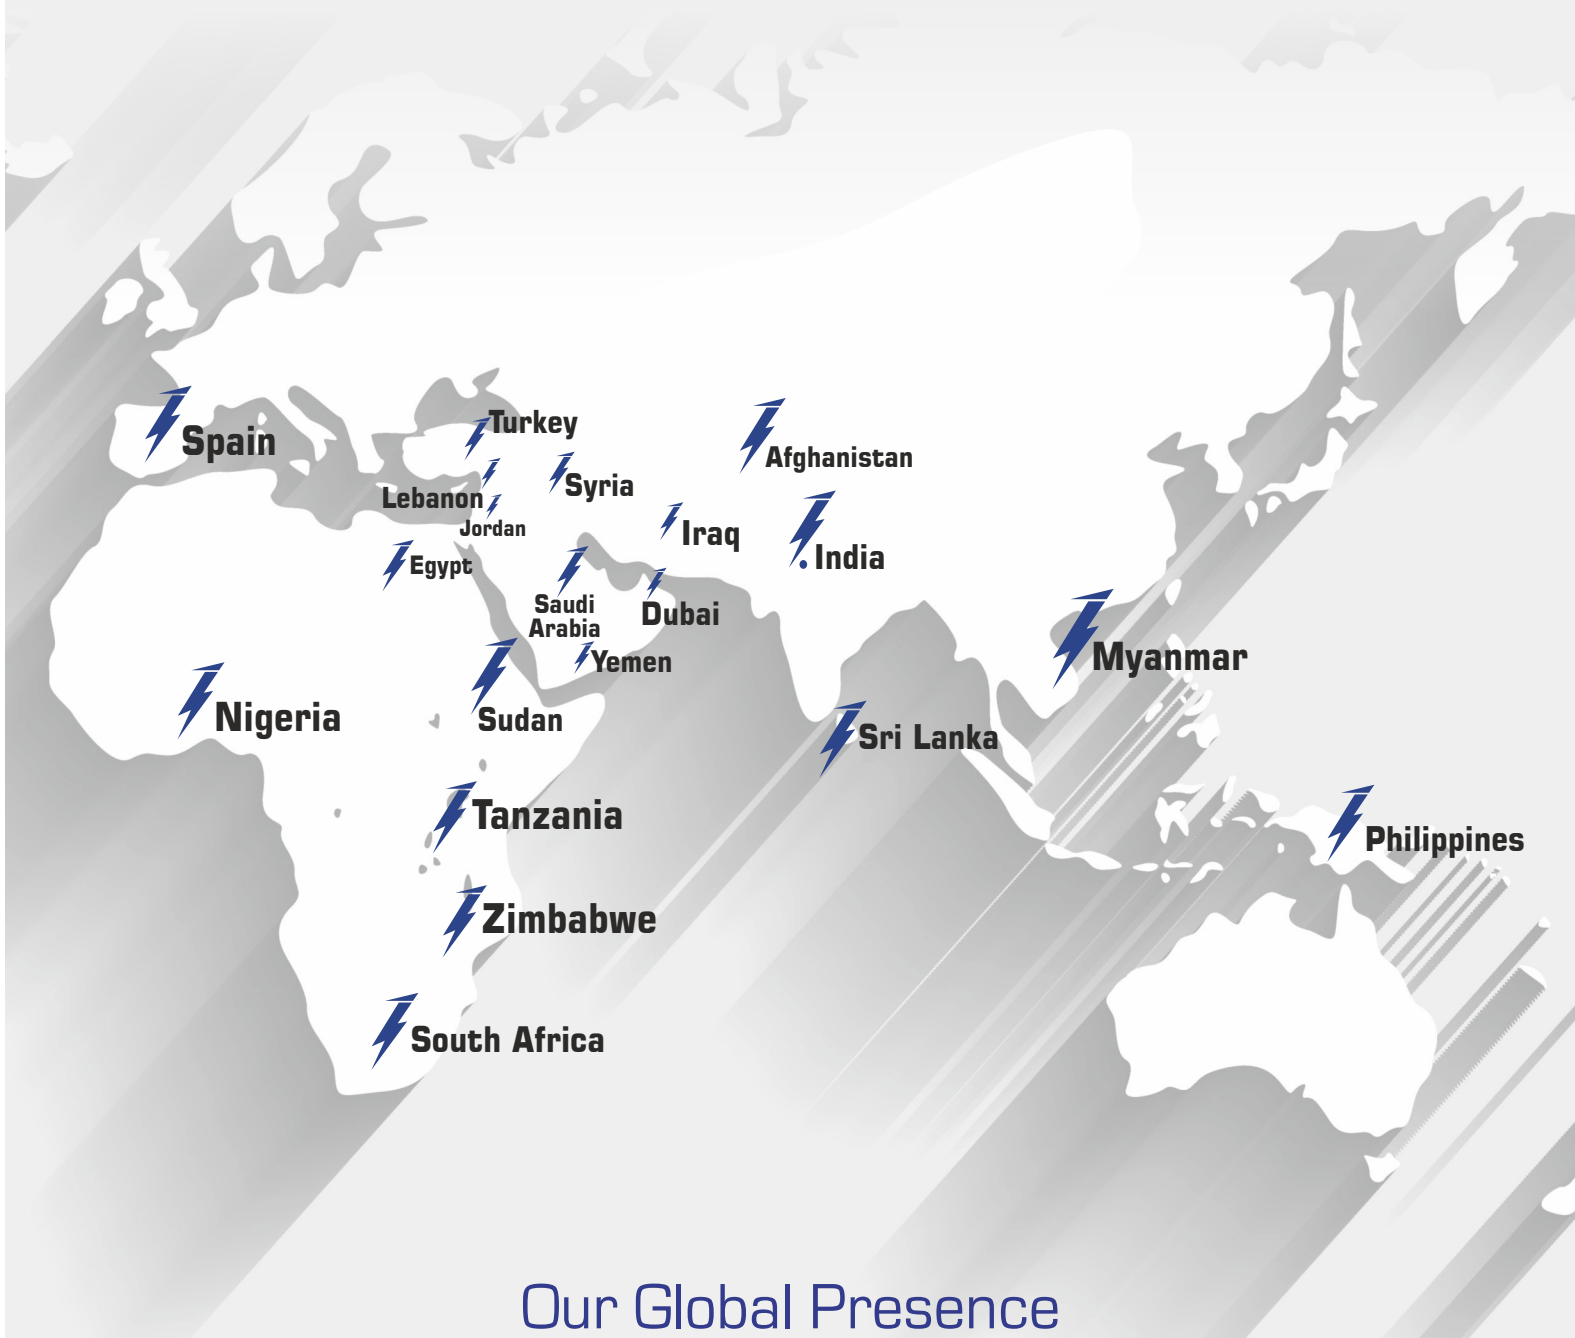 Turkey
Spain
Afghanistan
Syria
Lebanon
Jordan
Iraq
India
Egypt
Saudi
Arabia
Dubai
Yemen
Myanmar
Nigeria
Sudan
Sri Lanka
Tanzania
Philippines
Zimbabwe
South Africa
Our Global Presence